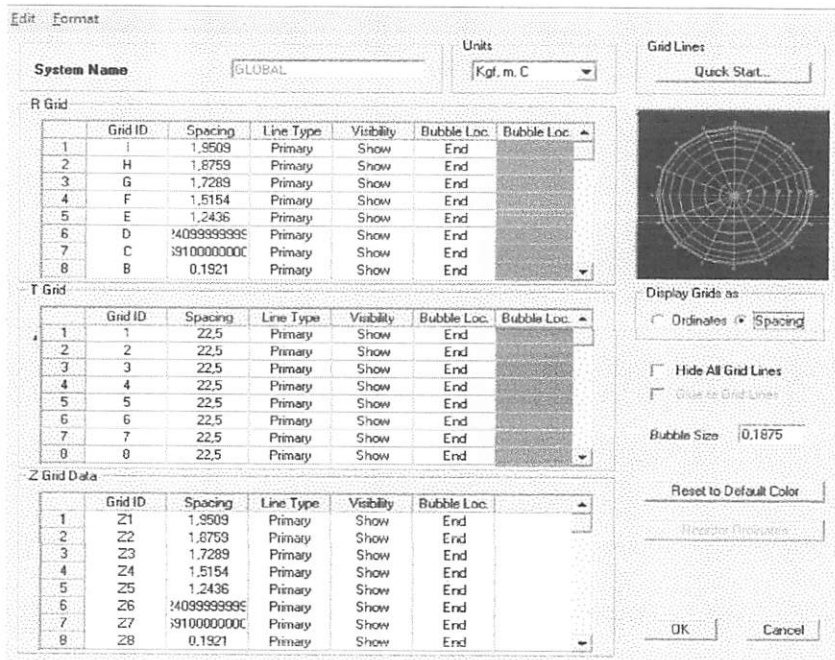 Edit Format
System Name GLOBAL
Units
Kgf, m, C
Grid Lines
Quick Start...
R Grid
Grid ID Spacing Line Type Visibility Bubble Loc. Bubble Loc.
1 I 1,9509 Primary Show End
2 H 1,8759 Primary Show End
3 G 1,7289 Primary Show End
4 F 1,5154 Primary Show End
5 E 1,2436 Primary Show End
6 D 24099999999 Primary Show End
7 C 59100000000 Primary Show End
8 B 0,1921 Primary Show End
T Grid
Grid ID Spacing Line Type Visibility Bubble Loc. Bubble Loc.
1 1 22,5 Primary Show End
2 2 22,5 Primary Show End
3 3 22,5 Primary Show End
4 4 22,5 Primary Show End
5 5 22,5 Primary Show End
6 6 22,5 Primary Show End
7 7 22,5 Primary Show End
8 8 22,5 Primary Show End
Display Grids as
Ordinates Spacing
Hide All Grid Lines
Glue to Grid Lines
Bubble Size 0,1875
Z Grid Data
Grid ID Spacing Line Type Visibility Bubble Loc.
1 Z1 1,9509 Primary Show End
2 Z2 1,8759 Primary Show End
3 Z3 1,7289 Primary Show End
4 Z4 1,5154 Primary Show End
5 Z5 1,2436 Primary Show End
6 Z6 24099999999 Primary Show End
7 Z7 59100000000 Primary Show End
8 Z8 0,1921 Primary Show End
Reset to Default Color
Reorder Ordinates
OK Cancel